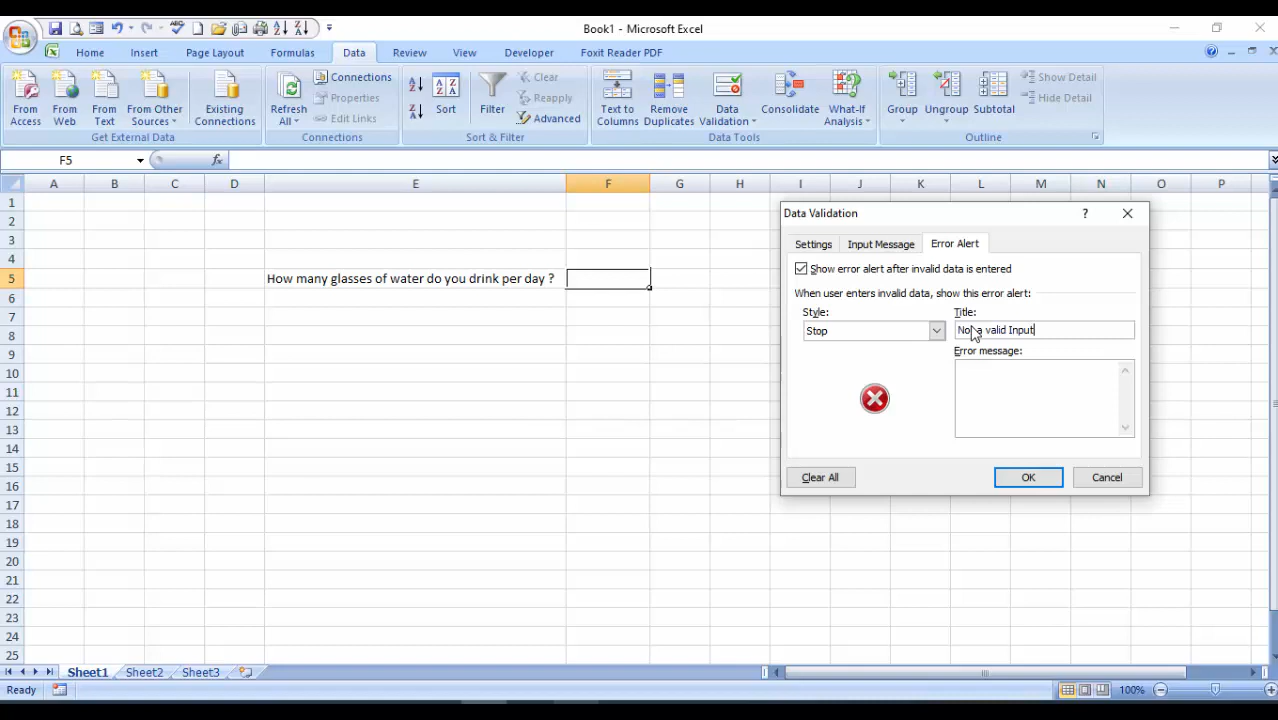 Book1 - Microsoft Excel
Home Insert Page Layout Formulas Data Review View Developer Foxit Reader PDF
From Access
From Web
From Text
From Other Sources
Existing Connections
Get External Data
Refresh All
Connections
Properties
Edit Links
Connections
Sort
Filter
Clear
Reapply
Advanced
Sort & Filter
Text to Columns
Remove Duplicates
Data Validation
Consolidate
What-If Analysis
Data Tools
Group
Ungroup
Subtotal
Show Detail
Hide Detail
Outline
F5 fx
A B C D E F G H I J K L M N O P
1
2
3
4
5 How many glasses of water do you drink per day ?
6
7
8
9
10
11
12
13
14
15
16
17
18
19
20
21
22
23
24
25
Data Validation ?
Settings Input Message Error Alert
Show error alert after invalid data is entered
When user enters invalid data, show this error alert:
Style: Title:
Stop a valid Input
Error message:
Clear All OK Cancel
Sheet1 Sheet2 Sheet3
Ready 100%